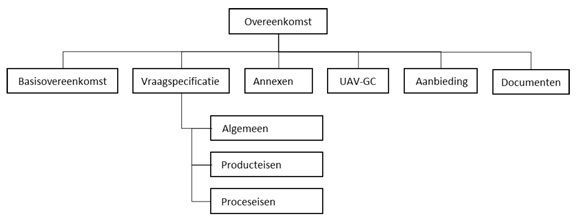 Overeenkomst
Basisovereenkomst
Vraagspecificatie
Annexen
UAV-GC
Aanbieding
Documenten
Algemeen
Producteisen
Proceseisen